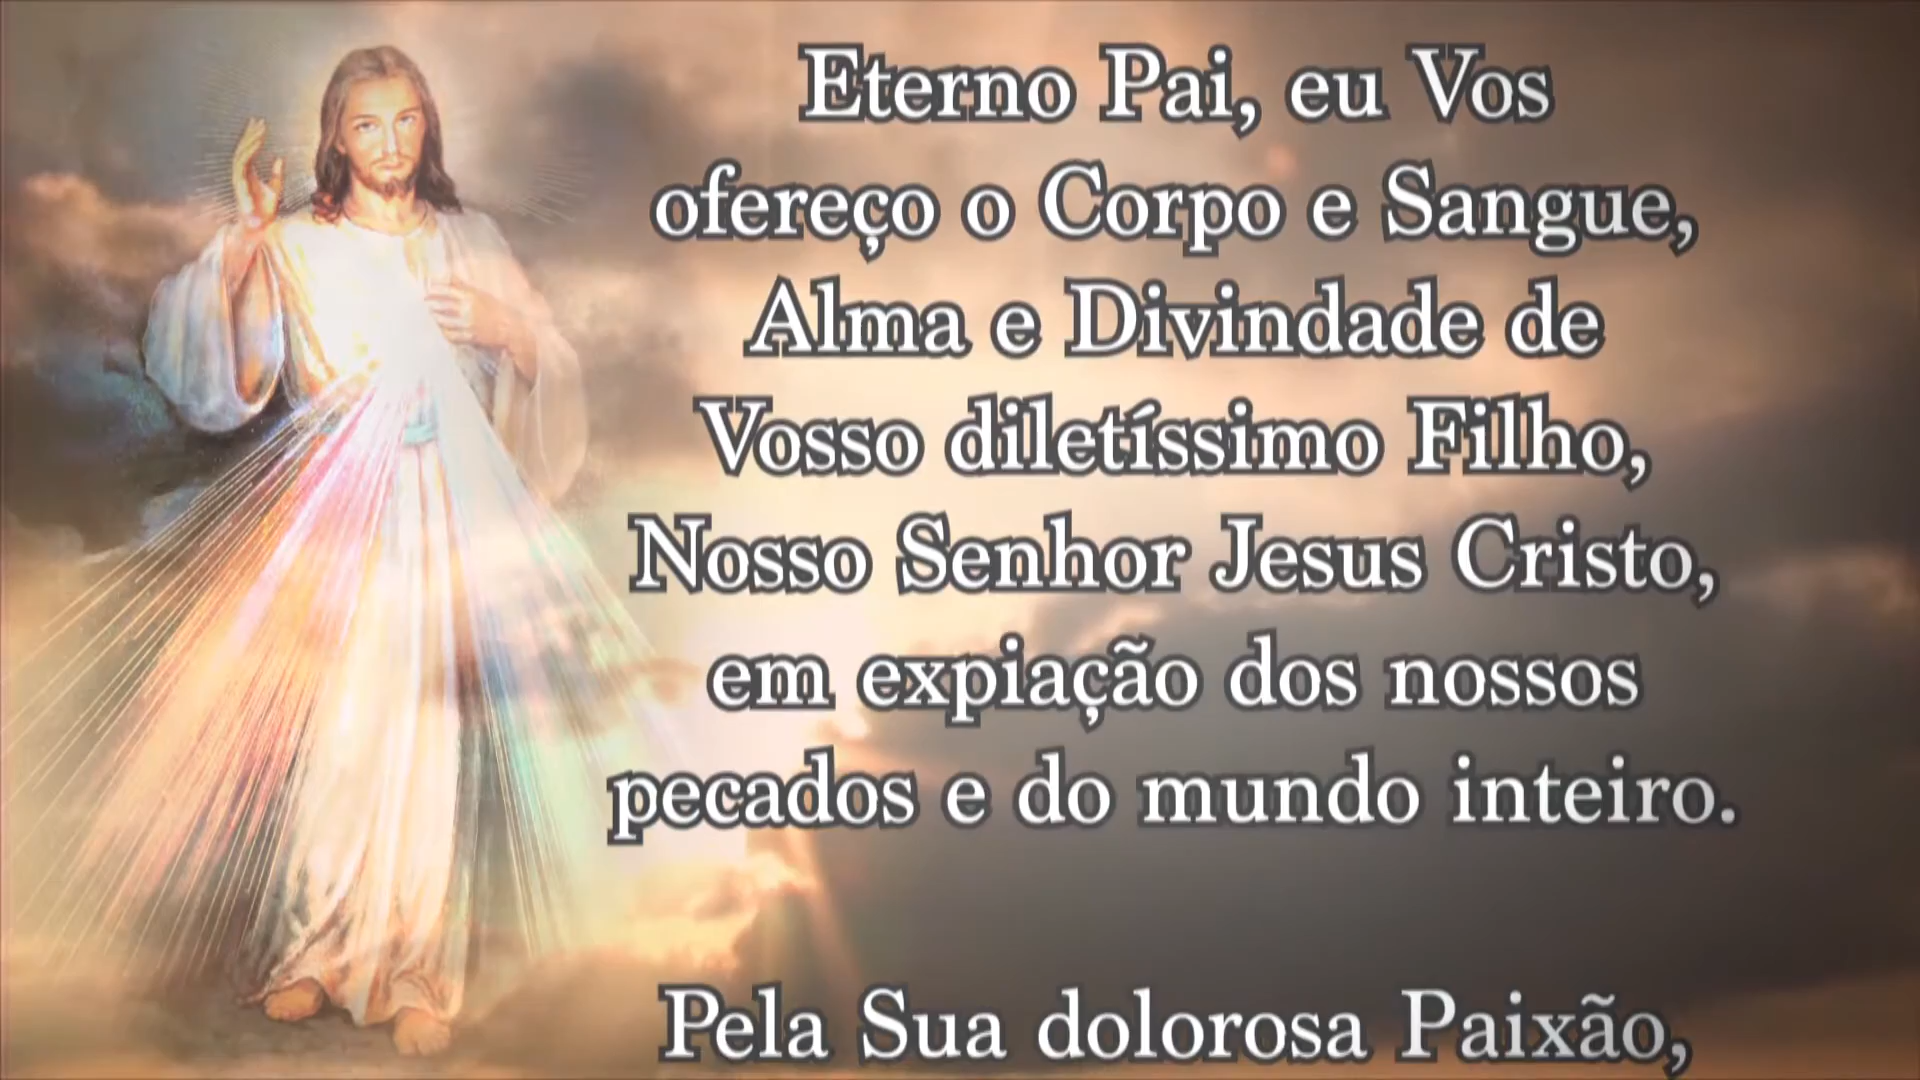 Eterno Pai, eu Vos
ofereço o Corpo e Sangue,
Alma e Divindade de
Vosso diletíssimo Filho,
Nosso Senhor Jesus Cristo,
em expiação dos nossos
pecados e do mundo inteiro.
Pela Sua dolorosa Paixão,